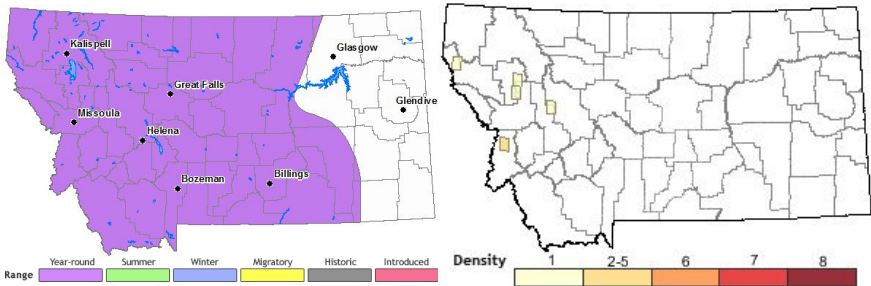 Kalispell
Glasgow
Great Falls
Glendive
Missoula
Helena
Bozeman
Billings
Range
Year-round Summer Winter Migratory Historic Introduced
Density
1 2-5 6 7 8